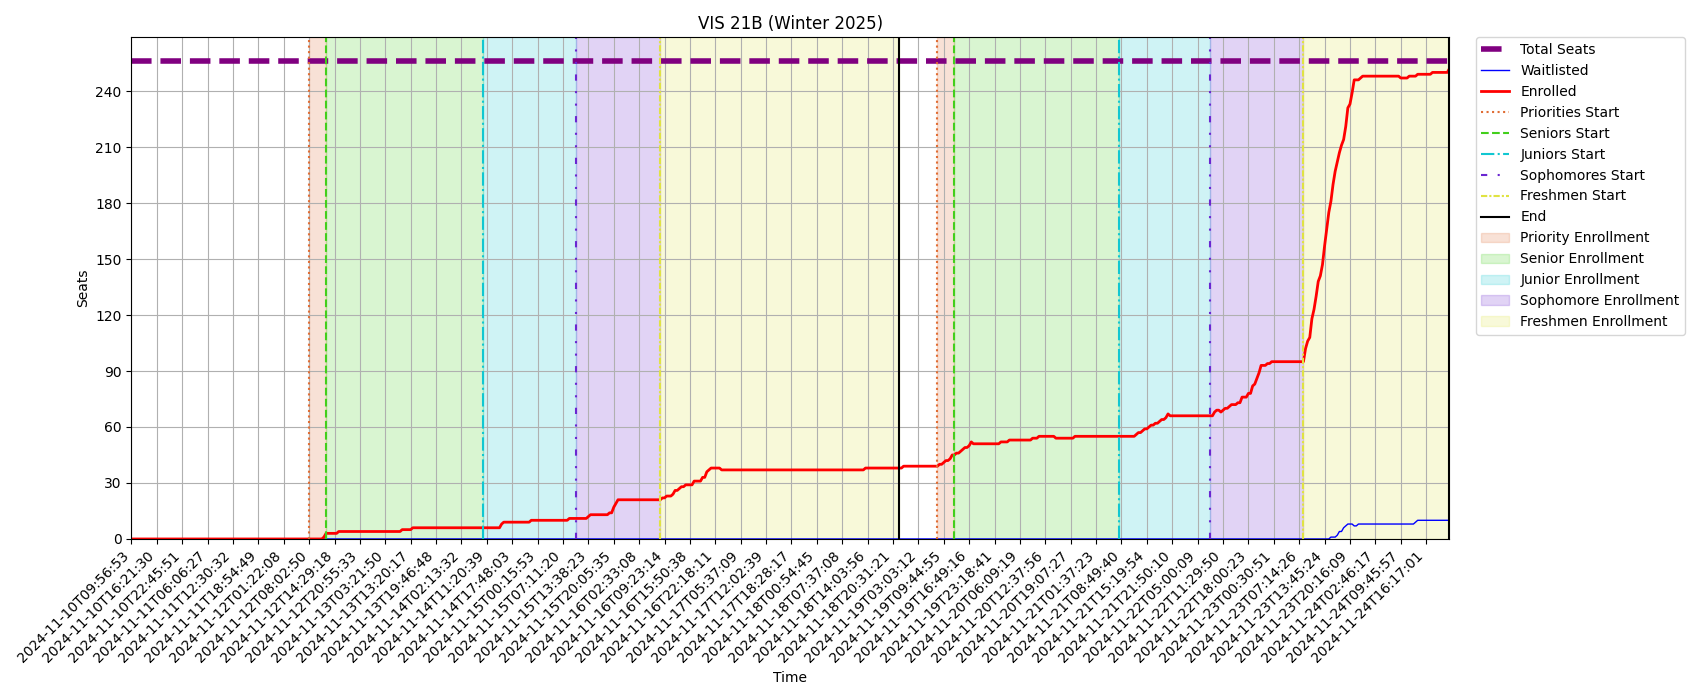 VIS 21B (Winter 2025)
Seats
240
210
180
150
120
90
60
30
0
2024-11-10T09:56:53
2024-11-10T16:21:30
2024-11-10T22:45:51
2024-11-11T06:06:27
2024-11-11T12:30:32
2024-11-11T18:54:49
2024-11-12T01:22:08
2024-11-12T08:02:50
2024-11-12T14:29:18
2024-11-12T20:55:33
2024-11-13T03:21:50
2024-11-13T13:20:17
2024-11-13T19:46:48
2024-11-14T02:13:32
2024-11-14T11:20:39
2024-11-14T17:48:03
2024-11-15T00:15:53
2024-11-15T07:11:20
2024-11-15T13:38:23
2024-11-15T20:05:35
2024-11-16T02:33:08
2024-11-16T09:23:14
2024-11-16T15:50:38
2024-11-16T22:18:11
2024-11-17T05:37:09
2024-11-17T12:02:39
2024-11-17T18:28:17
2024-11-18T00:54:45
2024-11-18T07:37:08
2024-11-18T14:03:56
2024-11-18T20:31:21
2024-11-19T03:03:12
2024-11-19T09:44:55
2024-11-19T16:49:16
2024-11-19T23:18:41
2024-11-20T06:09:19
2024-11-20T12:37:56
2024-11-20T19:07:27
2024-11-21T01:37:23
2024-11-21T08:49:40
2024-11-21T15:19:54
2024-11-21T21:50:10
2024-11-22T05:00:09
2024-11-22T11:29:50
2024-11-22T18:00:23
2024-11-23T00:30:51
2024-11-23T07:14:26
2024-11-23T13:45:24
2024-11-23T20:16:09
2024-11-24T02:46:17
2024-11-24T09:45:57
2024-11-24T16:17:01
Time
Total Seats
Waitlisted
Enrolled
Priorities Start
Seniors Start
Juniors Start
Sophomores Start
Freshmen Start
End
Priority Enrollment
Senior Enrollment
Junior Enrollment
Sophomore Enrollment
Freshmen Enrollment